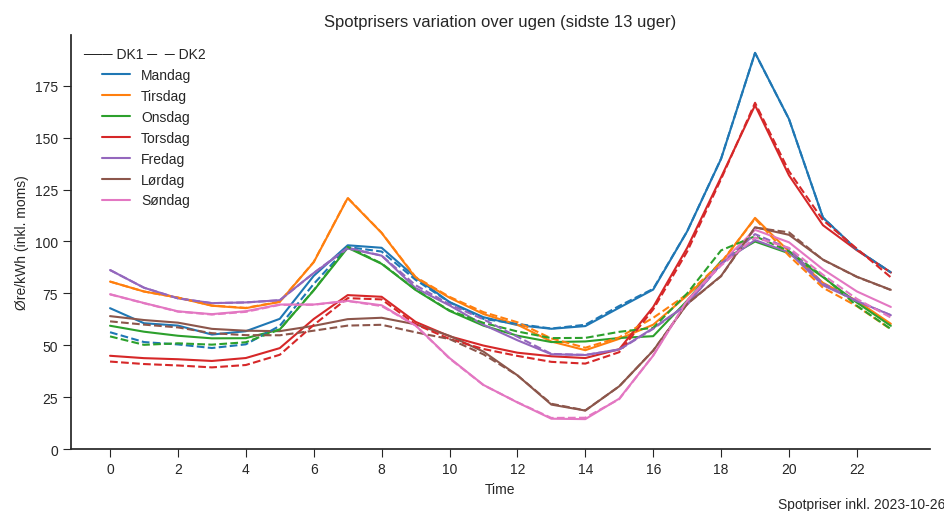 Spotprisers variation over ugen (sidste 13 uger)
DK1 DK2
Mandag
Tirsdag
Onsdag
Torsdag
Fredag
Lørdag
Søndag
Øre/kWh (inkl. moms)
175
150
125
100
75
50
25
0
0 2 4 6 8 10 12 14 16 18 20 22
Time
Spotpriser inkl. 2023-10-26